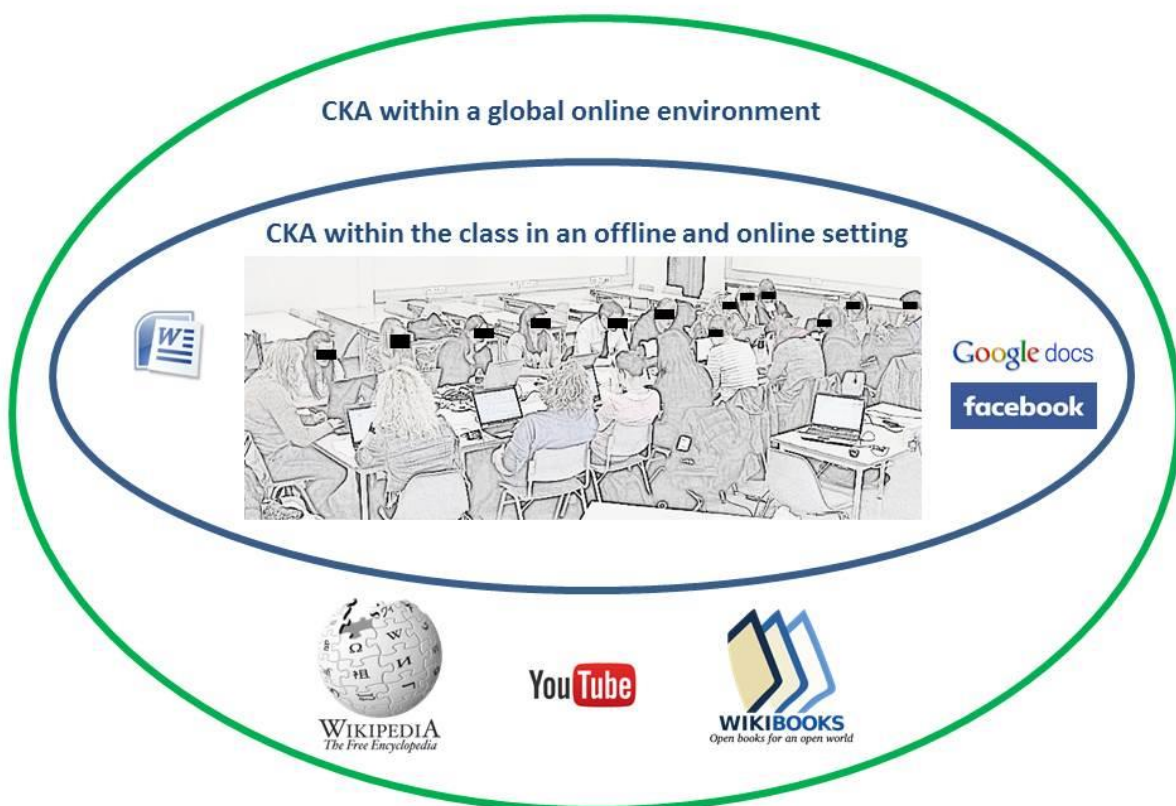 CKA within a global online environment
CKA within the class in an offline and online setting
W
Google docs
facebook
WIKIPEDIA
The Free Encyclopedia
YouTube
WIKIBOOKS
Open books for an open world